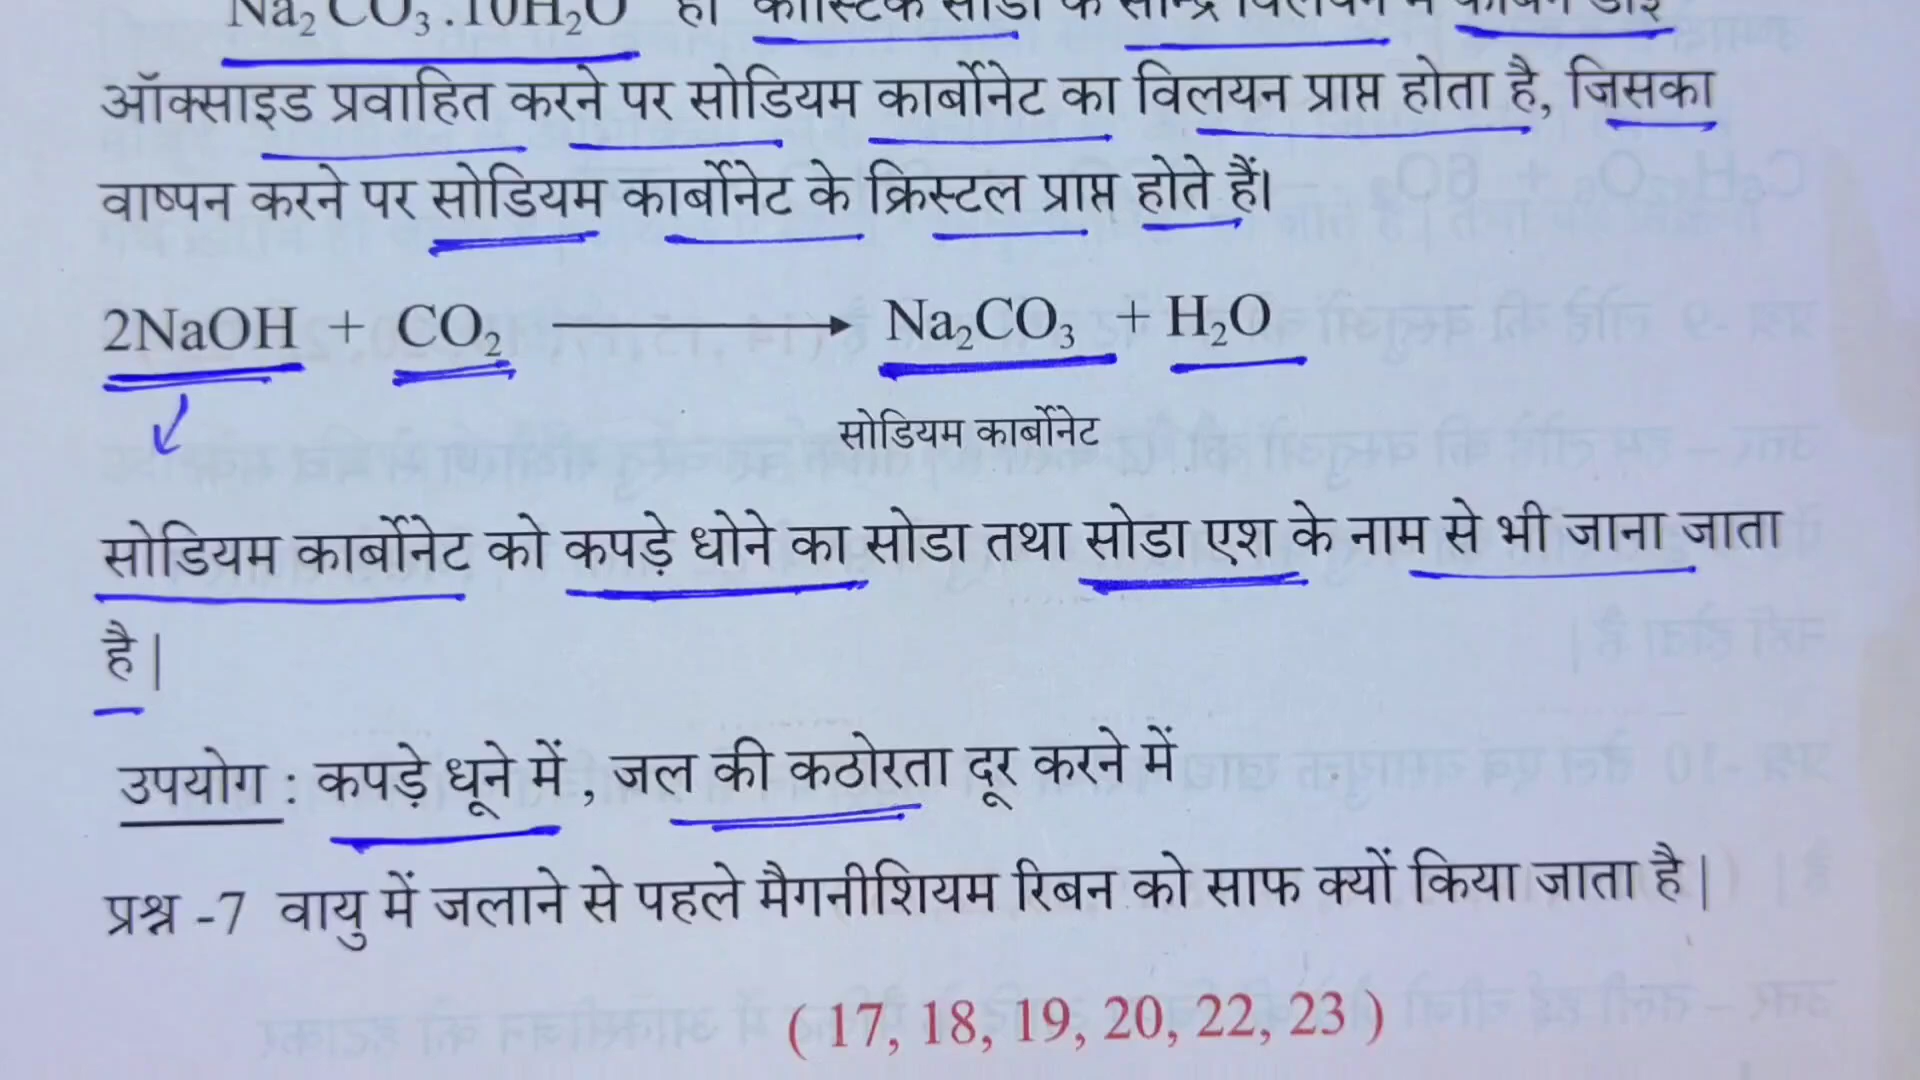 Na₂CO₃.10H₂O है। कास्टिक सोडा के सान्द्र विलयन में कार्बन डाइ
ऑक्साइड प्रवाहित करने पर सोडियम कार्बोनेट का विलयन प्राप्त होता है, जिसका
वाष्पन करने पर सोडियम कार्बोनेट के क्रिस्टल प्राप्त होते हैं।
2NaOH + CO₂ ⟶ Na₂CO₃ + H₂O
सोडियम कार्बोनेट
सोडियम कार्बोनेट को कपड़े धोने का सोडा तथा सोडा एश के नाम से भी जाना जाता
है |
उपयोग : कपड़े धूने में , जल की कठोरता दूर करने में
प्रश्न -7 वायु में जलाने से पहले मैगनीशियम रिबन को साफ क्यों किया जाता है |
( 17, 18, 19, 20, 22, 23 )